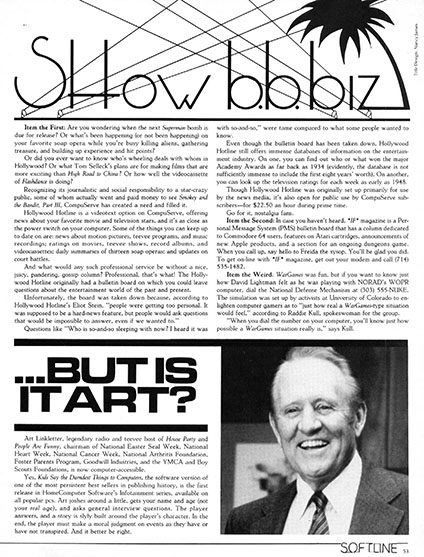 Show b.b.biz
Title Design: Nancy James
Item the First: Are you wondering when the next Superman bomb is
due for release? Or what's been happening (or not been happening) on
your favorite soap opera while you're busy killing aliens, gathering
treasure, and building up experience and hit points?
Or did you ever want to know who's wheeling deals with whom in
Hollywood? Or what Tom Selleck's plans are for making films that are
more exciting than High Road to China? Or how well the videocassette
of Flashdance is doing?
Recognizing its journalistic and social responsibility to a star-crazy
public, some of whom actually went and paid money to see Smokey and
the Bandit, Part III, CompuServe has created a need and filled it.
Hollywood Hotline is a videotext option on CompuServe, offering
news about your favorite movie and television stars, and it's as close as
the power switch on your computer. Some of the things you can keep up
to date on are: news about motion pictures, teevee programs, and music
recordings; ratings on movies, teevee shows, record albums, and
videocassettes; daily summaries of thirteen soap operas; and updates on
court battles.
And what would any such professional service be without a nice,
juicy, pandering, gossip column? Professional, that's what! The Holly-
wood Hotline originally had a bulletin board on which you could leave
questions about the entertainment world of the past and present.
Unfortunately, the board was taken down because, according to
Hollywood Hotline's Eliot Stein, "people were getting too personal. It
was supposed to be a hard-news feature, but people would ask questions
that would be impossible to answer, even if we wanted to."
Questions like "Who is so-and-so sleeping with now? I heard it was
with so-and-so," were tame compared to what some people wanted to
know.
Even though the bulletin board has been taken down, Hollywood
Hotline still offers immense databases of information on the entertain-
ment industry. On one, you can find out who or what won the major
Academy Awards as far back as 1934 (evidently, the database is not
sufficiently immense to include the first eight years' worth). On another,
you can look up the television ratings for each week as early as 1948.
Though Hollywood Hotline was originally set up primarily for use
by the news media, it's also open for public use by CompuServe sub-
scribers—for $22.50 an hour during prime time.
Go for it, nostalgia fans.
Item the Second: In case you haven't heard, *IF* magazine is a Per-
sonal Message System (PMS) bulletin board that has a column dedicated
to Commodore 64 users, features on Atari cartridges, announcements of
new Apple products, and a section for an ongoing dungeons game.
When you call up, say hello to Freida the sysop. You'll be glad you did.
To get on-line with *IF* magazine, get out your modem and call (714)
535-1482.
Item the Weird. WarGames was fun, but if you want to know just
how David Lightman felt as he was playing with NORAD's WOPR
computer, dial the National Defense Mechanism at (303) 555-NUKE.
The simulation was set up by activists at University of Colorado to en-
lighten computer gamers as to "just how real a WarGames-type situation
would feel," according to Raddie Kull, spokeswoman for the group.
"When you dial the number on your computer, you'll know just how
possible a WarGames situation really is," says Kull.
...BUT IS
IT ART?
Art Linkletter, legendary radio and teevee host of House Party and
People Are Funny, chairman of National Easter Seal Week, National
Heart Week, National Cancer Week, National Arthritis Foundation,
Foster Parents Program, Goodwill Industries, and the YMCA and Boy
Scouts Foundations, is now computer-accessible.
Yes, Kids Say the Darndest Things to Computers, the software version of
one of the most persistent best sellers in publishing history, is the first
release in HomeComputer Software's Infotainment series, available on
all popular pcs. Art joshes around a little, gets your name and age (not
your real age), and asks general interview questions. The player
answers, and a story is slyly built around the player's character. In the
end, the player must make a moral judgment on events as they have or
have not transpired. And it better be right.
SOFTLINE 53